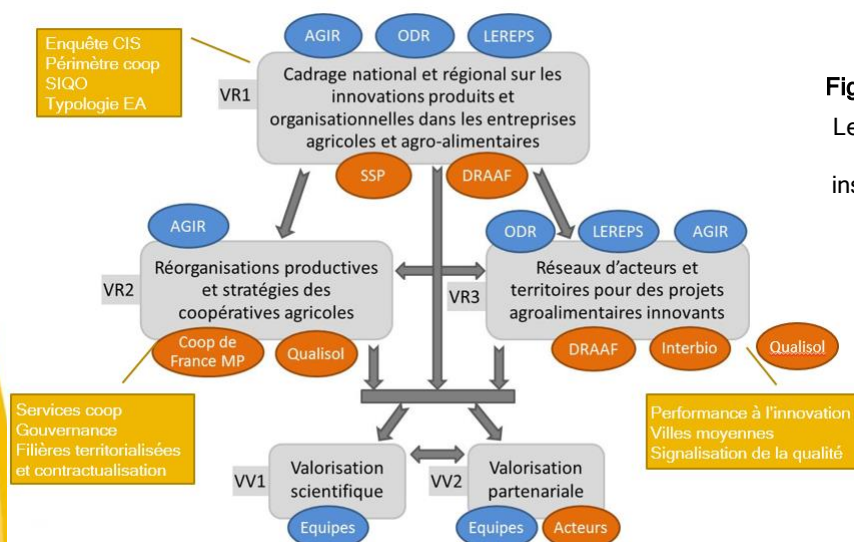 Enquête CIS
Périmètre coop
SIQO
Typologie EA
AGIR
ODR
LEREPS
VR1
Cadrage national et régional sur les
innovations produits et
organisationnelles dans les entreprises
agricoles et agro-alimentaires
SSP
DRAAF
Fig
Le
ins
AGIR
VR2
Réorganisations productives
et stratégies des
coopératives agricoles
Coop de
France MP
Qualisol
ODR
LEREPS
AGIR
VR3
Réseaux d'acteurs et
territoires pour des projets
agroalimentaires innovants
DRAAF
Interbio
Qualisol
Services coop
Gouvernance
Filières territorialisées
et contractualisation
Performance à l'innovation
Villes moyennes
Signalisation de la qualité
VV1
Valorisation
scientifique
Equipes
VV2
Valorisation
partenariale
Equipes
Acteurs